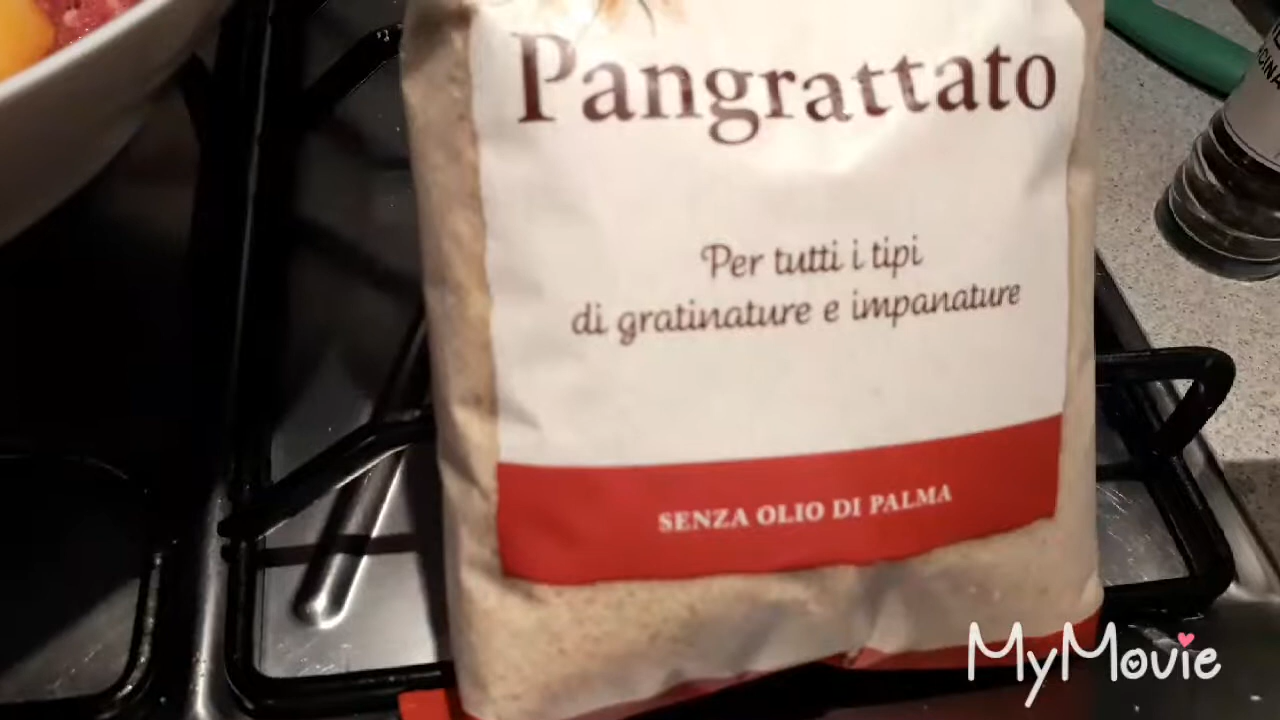 Pangrattato
Per tutti i tipi
di gratinature e impanature
SENZA OLIO DI PALMA
MyMovie